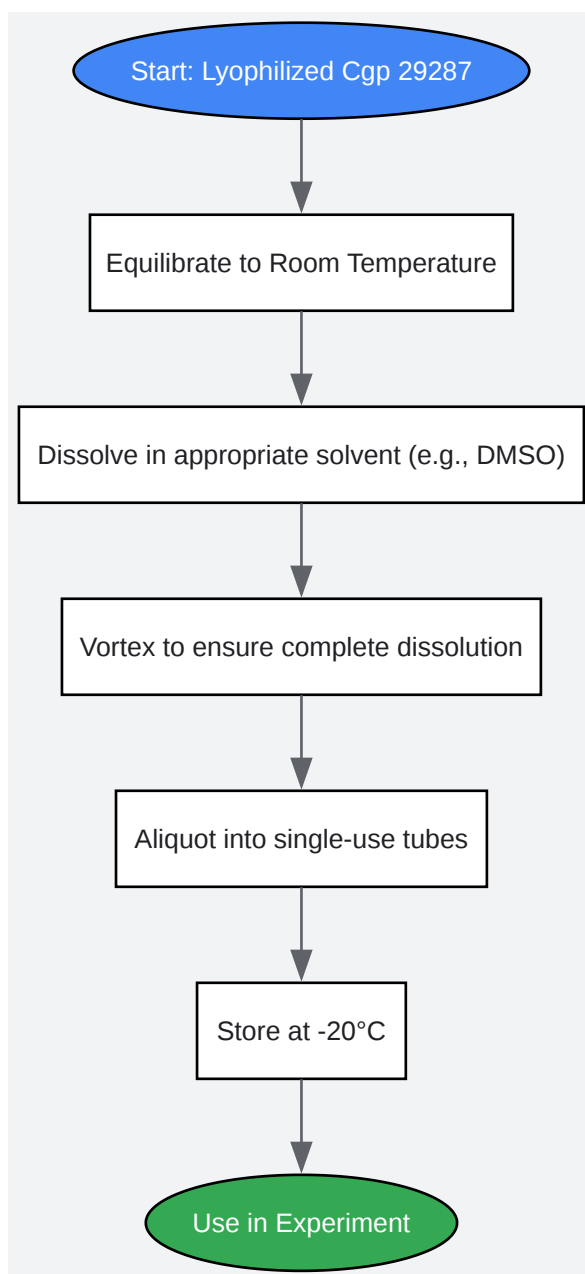 Start: Lyophilized Cgp 29287
Equilibrate to Room Temperature
Dissolve in appropriate solvent (e.g., DMSO)
Vortex to ensure complete dissolution
Aliquot into single-use tubes
Store at -20°C
Use in Experiment